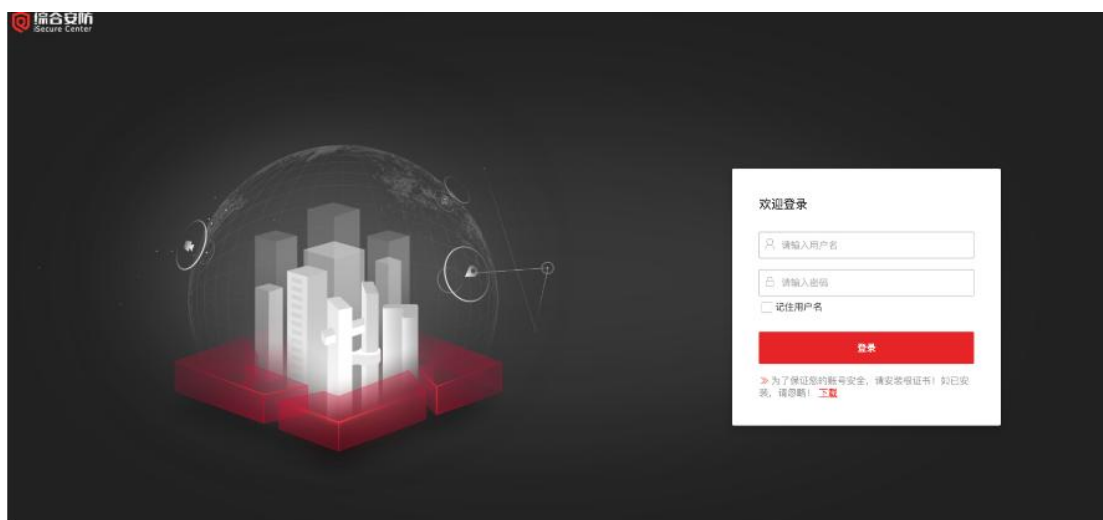 综合安防
iSecure Center
欢迎登录
请输入用户名
请输入密码
记住用户名
登录
为了保证您的账号安全，请安装根证书！如已安
装，请忽略！ 下载